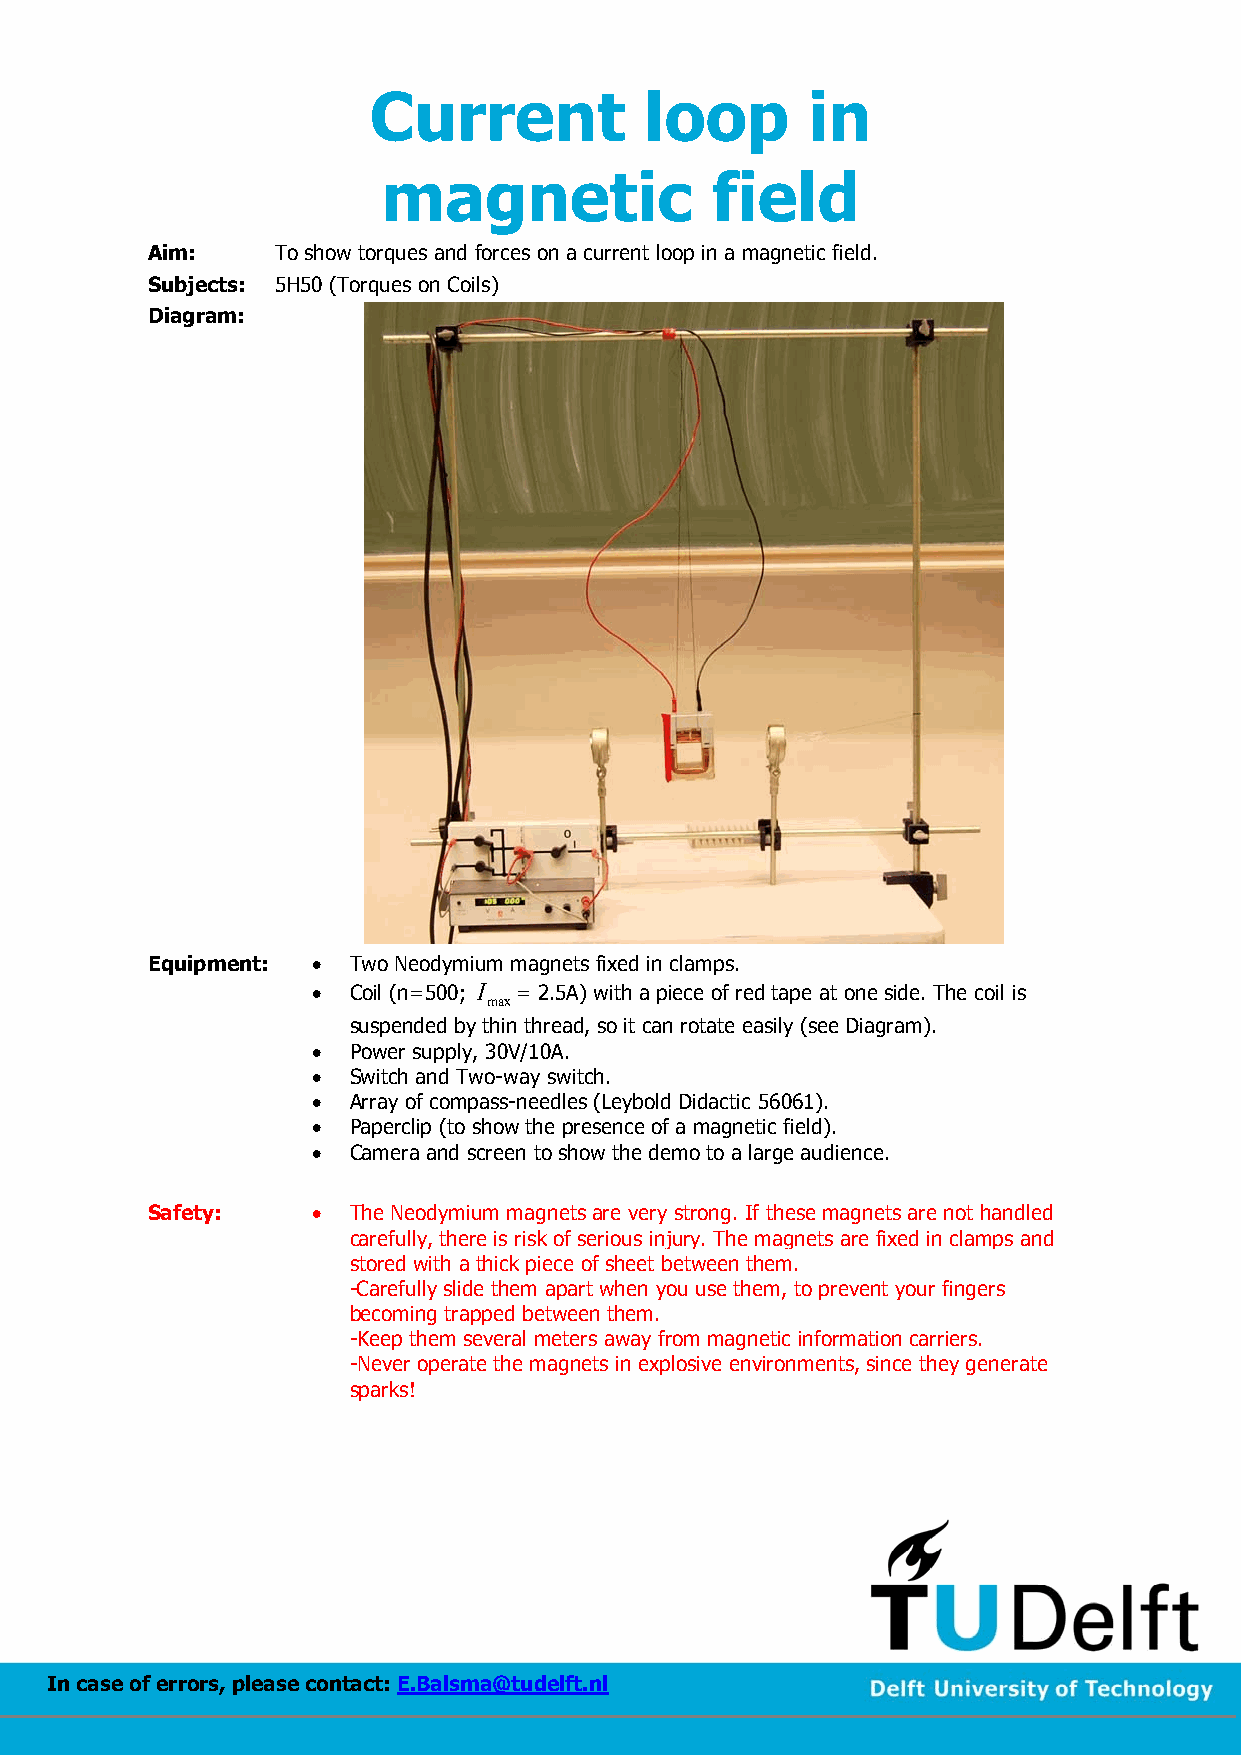 Current loop in
magnetic field
Aim: To show torques and forces on a current loop in a magnetic field.
Subjects: 5H50 (Torques on Coils)
Diagram:
0
1
Equipment: • Two Neodymium magnets fixed in clamps.
• Coil (n=500; I max = 2.5A) with a piece of red tape at one side. The coil is
suspended by thin thread, so it can rotate easily (see Diagram).
• Power supply, 30V/10A.
• Switch and Two-way switch.
• Array of compass-needles (Leybold Didactic 56061).
• Paperclip (to show the presence of a magnetic field).
• Camera and screen to show the demo to a large audience.
Safety: • The Neodymium magnets are very strong. If these magnets are not handled
carefully, there is risk of serious injury. The magnets are fixed in clamps and
stored with a thick piece of sheet between them.
-Carefully slide them apart when you use them, to prevent your fingers
becoming trapped between them.
-Keep them several meters away from magnetic information carriers.
-Never operate the magnets in explosive environments, since they generate
sparks!
TUDelft
In case of errors, please contact: E.Balsma@tudelft.nl
Delft University of Technology